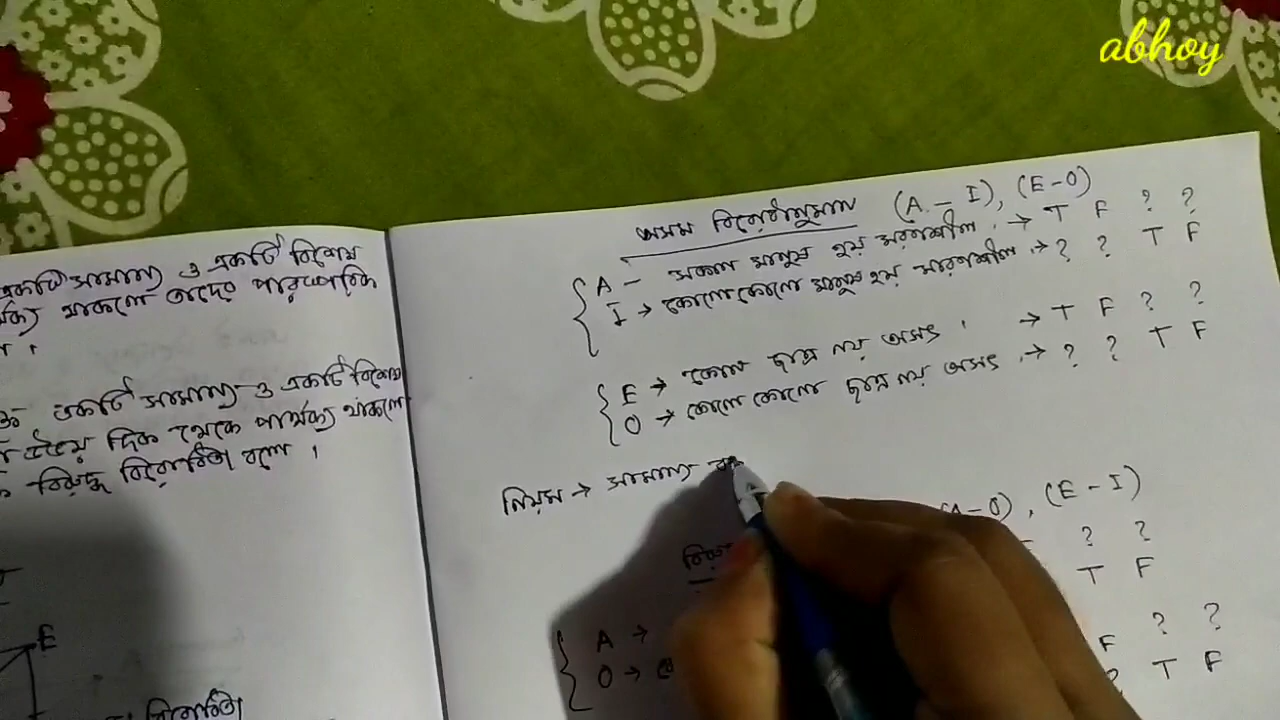 abhoy
একটি সামান্য ও একটি বিশেষ
থাকলে তাদের পারস্পরিক
একটি সামান্য ও একটি বিশেষ
উভয় দিক থেকে পার্থক্য থাকলে
বিরুদ্ধ বিরোধিতা বলে ।
E
বিরোধিতা
অসম বিরোধানুমান (A - I), (E-O)
A - সকল মানুষ হয় মরণশীল । → T F ? ?
I → কোনো কোনো মানুষ হয় মরণশীল । → ? ? T F
E → কোন ছাত্র নয় অসৎ । → T F ? ?
O → কোনো কোনো ছাত্র নয় অসৎ । → ? ? T F
নিয়ম → সামান্য
(A-O), (E - I)
A → ? ?
O → T F
F ? ?
? T F